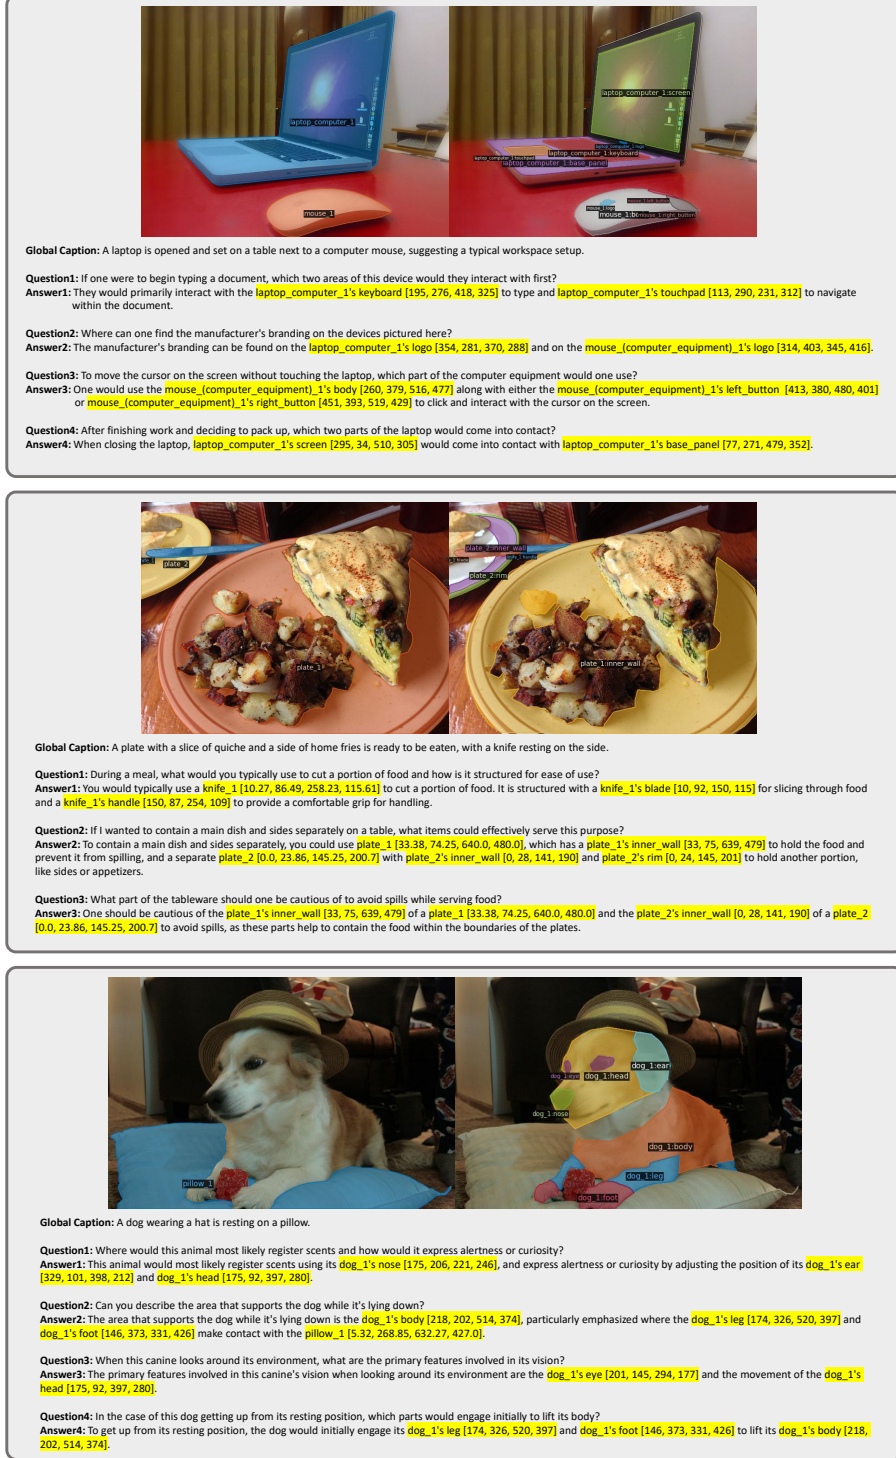 laptop_computer_1
mouse_1
laptop_computer_1:screen
laptop_computer_1:logo
laptop_computer_1:keyboard
laptop_computer_1:touchpad
laptop_computer_1:base_panel
mouse_1:left_button
mouse_1:logo
mouse_1:right_button
Global Caption: A laptop is opened and set on a table next to a computer mouse, suggesting a typical workspace setup.
Question1: If one were to begin typing a document, which two areas of this device would they interact with first?
Answer1: They would primarily interact with the laptop_computer_1's keyboard [195, 276, 418, 325] to type and laptop_computer_1's touchpad [113, 290, 231, 312] to navigate
within the document.
Question2: Where can one find the manufacturer's branding on the devices pictured here?
Answer2: The manufacturer's branding can be found on the laptop_computer_1's logo [354, 281, 370, 288] and on the mouse_(computer_equipment)_1's logo [314, 403, 345, 416].
Question3: To move the cursor on the screen without touching the laptop, which part of the computer equipment would one use?
Answer3: One would use the mouse_(computer_equipment)_1's body [260, 379, 516, 477] along with either the mouse_(computer_equipment)_1's left_button [413, 380, 480, 401]
or mouse_(computer_equipment)_1's right_button [451, 393, 519, 429] to click and interact with the cursor on the screen.
Question4: After finishing work and deciding to pack up, which two parts of the laptop would come into contact?
Answer4: When closing the laptop, laptop_computer_1's screen [295, 34, 510, 305] would come into contact with laptop_computer_1's base_panel [77, 271, 479, 352].
plate_2
plate_1
plate_2:inner_wall
knife_1:handle
plate_2:rim
plate_1:inner_wall
Global Caption: A plate with a slice of quiche and a side of home fries is ready to be eaten, with a knife resting on the side.
Question1: During a meal, what would you typically use to cut a portion of food and how is it structured for ease of use?
Answer1: You would typically use a knife_1 [10.27, 86.49, 258.23, 115.61] to cut a portion of food. It is structured with a knife_1's blade [10, 92, 150, 115] for slicing through food
and a knife_1's handle [150, 87, 254, 109] to provide a comfortable grip for handling.
Question2: If I wanted to contain a main dish and sides separately on a table, what items could effectively serve this purpose?
Answer2: To contain a main dish and sides separately, you could use plate_1 [33.38, 74.25, 640.0, 480.0], which has a plate_1's inner_wall [33, 75, 639, 479] to hold the food and
prevent it from spilling, and a separate plate_2 [0.0, 23.86, 145.25, 200.7] with plate_2's inner_wall [0, 28, 141, 190] and plate_2's rim [0, 24, 145, 201] to hold another portion,
like sides or appetizers.
Question3: What part of the tableware should one be cautious of to avoid spills while serving food?
Answer3: One should be cautious of the plate_1's inner_wall [33, 75, 639, 479] of a plate_1 [33.38, 74.25, 640.0, 480.0] and the plate_2's inner_wall [0, 28, 141, 190] of a plate_2
[0.0, 23.86, 145.25, 200.7] to avoid spills, as these parts help to contain the food within the boundaries of the plates.
pillow_1
dog_1:ear
dog_1:eye
dog_1:head
dog_1:nose
dog_1:body
dog_1:leg
dog_1:foot
Global Caption: A dog wearing a hat is resting on a pillow.
Question1: Where would this animal most likely register scents and how would it express alertness or curiosity?
Answer1: This animal would most likely register scents using its dog_1's nose [175, 206, 221, 246], and express alertness or curiosity by adjusting the position of its dog_1's ear
[329, 101, 398, 212] and dog_1's head [175, 92, 397, 280].
Question2: Can you describe the area that supports the dog while it's lying down?
Answer2: The area that supports the dog while it's lying down is the dog_1's body [218, 202, 514, 374], particularly emphasized where the dog_1's leg [174, 326, 520, 397] and
dog_1's foot [146, 373, 331, 426] make contact with the pillow_1 [5.32, 268.85, 632.27, 427.0].
Question3: When this canine looks around its environment, what are the primary features involved in its vision?
Answer3: The primary features involved in this canine's vision when looking around its environment are the dog_1's eye [201, 145, 294, 177] and the movement of the dog_1's
head [175, 92, 397, 280].
Question4: In the case of this dog getting up from its resting position, which parts would engage initially to lift its body?
Answer4: To get up from its resting position, the dog would initially engage its dog_1's leg [174, 326, 520, 397] and dog_1's foot [146, 373, 331, 426] to lift its dog_1's body [218,
202, 514, 374].